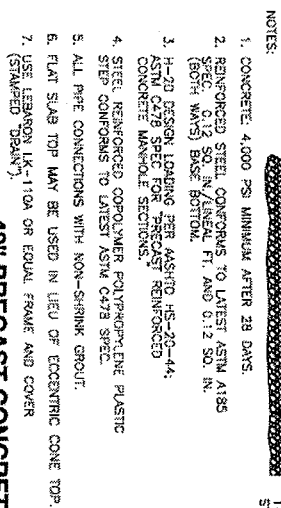 NOTES:
1. CONCRETE: 4,000 PSI MINIMUM AFTER 28 DAYS.
2. REINFORCED STEEL CONFORMS TO LATEST ASTM A185
SPEC. 0.12 SQ. IN./LINEAL FT. AND 0.12 SQ. IN.
(BOTH WAYS) BASE BOTTOM.
3. H-20 DESIGN LOADING PER AASHTO HS-20-44;
ASTM C478 SPEC FOR "PRECAST REINFORCED
CONCRETE MANHOLE SECTIONS."
4. STEEL REINFORCED COPOLYMER POLYPROPYLENE PLASTIC
STEP CONFORMS TO LATEST ASTM C478 SPEC.
5. ALL PIPE CONNECTIONS WITH NON-SHRINK GROUT.
6. FLAT SLAB TOP MAY BE USED IN LIEU OF ECCENTRIC CONE TOP.
7. USE LEBARON LK-110A OR EQUAL FRAME AND COVER
(STAMPED "DRAIN").
PRECAST CONCRET